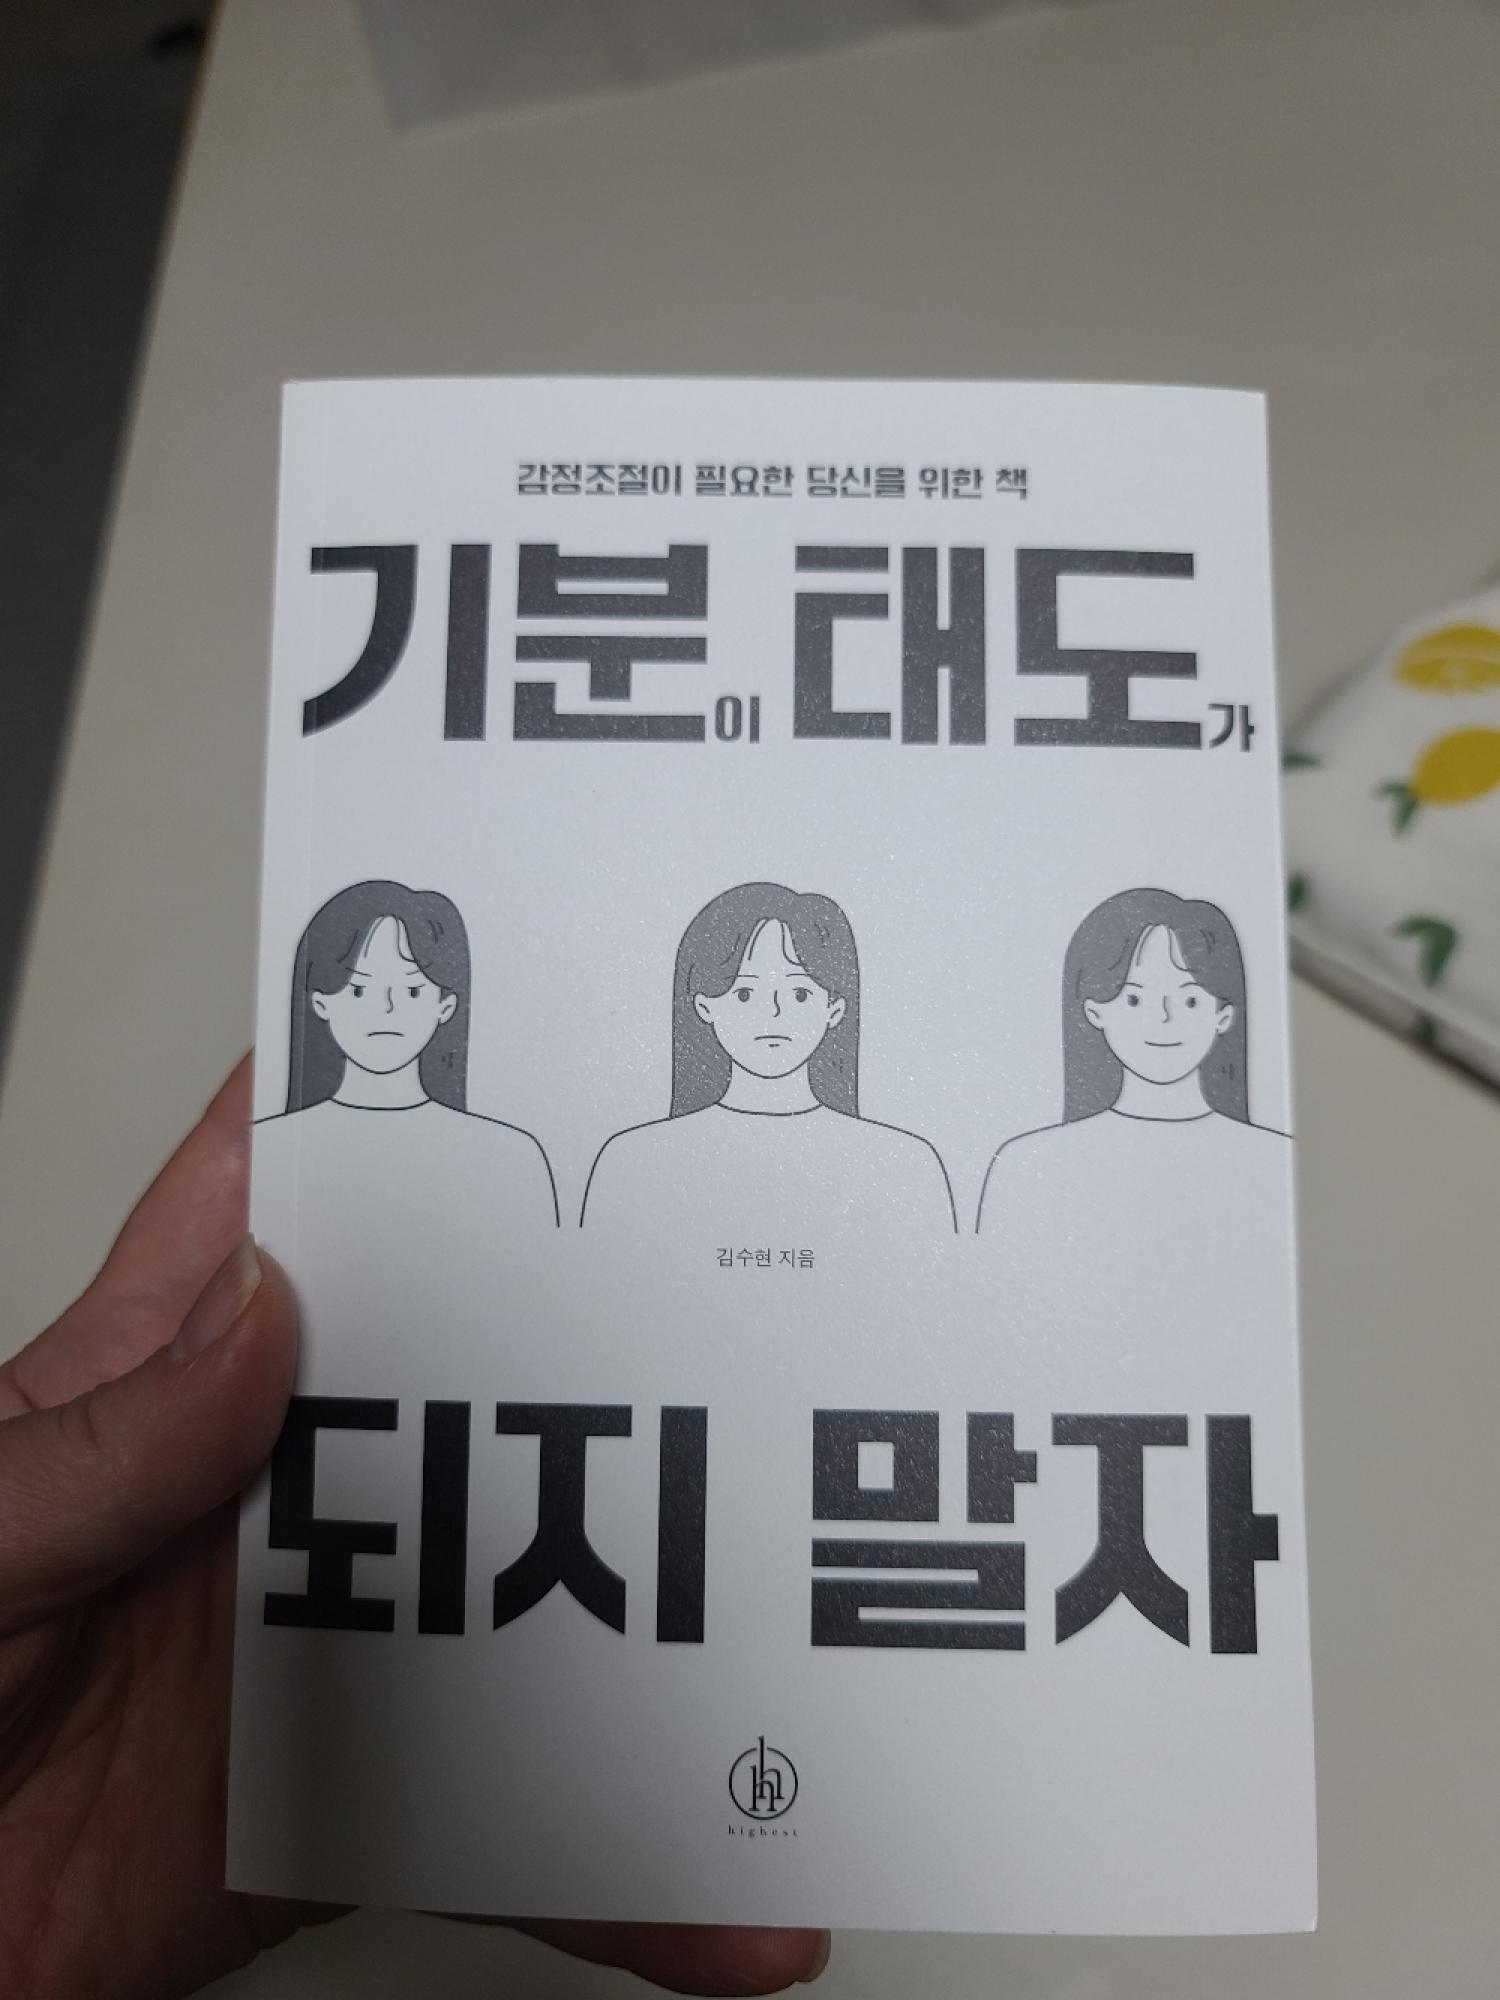 감정조절이 필요한 당신을 위한 책
기분이 태도가
김수현 지음
되지 말자
h
highest